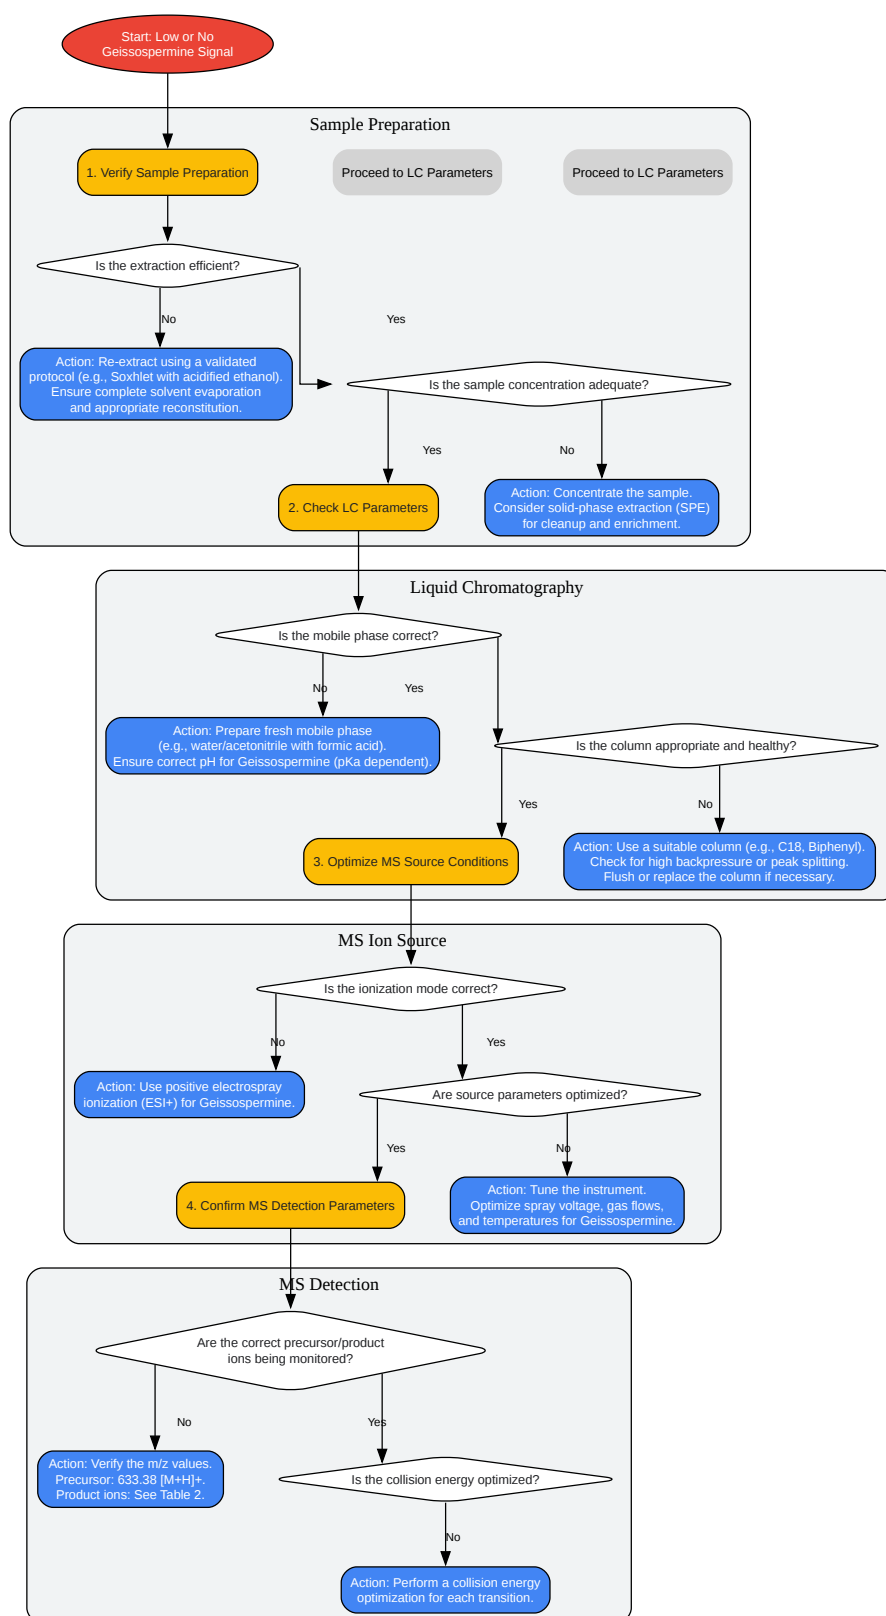 Start: Low or No
Geissospermine Signal
Sample Preparation
1. Verify Sample Preparation
Proceed to LC Parameters
Proceed to LC Parameters
Is the extraction efficient?
No
Yes
Action: Re-extract using a validated
protocol (e.g., Soxhlet with acidified ethanol).
Ensure complete solvent evaporation
and appropriate reconstitution.
Is the sample concentration adequate?
Yes
No
2. Check LC Parameters
Action: Concentrate the sample.
Consider solid-phase extraction (SPE)
for cleanup and enrichment.
Liquid Chromatography
Is the mobile phase correct?
No
Yes
Action: Prepare fresh mobile phase
(e.g., water/acetonitrile with formic acid).
Ensure correct pH for Geissospermine (pKa dependent).
Is the column appropriate and healthy?
Yes
No
3. Optimize MS Source Conditions
Action: Use a suitable column (e.g., C18, Biphenyl).
Check for high backpressure or peak splitting.
Flush or replace the column if necessary.
MS Ion Source
Is the ionization mode correct?
No
Yes
Action: Use positive electrospray
ionization (ESI+) for Geissospermine.
Are source parameters optimized?
Yes
No
4. Confirm MS Detection Parameters
Action: Tune the instrument.
Optimize spray voltage, gas flows,
and temperatures for Geissospermine.
MS Detection
Are the correct precursor/product
ions being monitored?
No
Yes
Action: Verify the m/z values.
Precursor: 633.38 [M+H]+.
Product ions: See Table 2.
Is the collision energy optimized?
No
Action: Perform a collision energy
optimization for each transition.